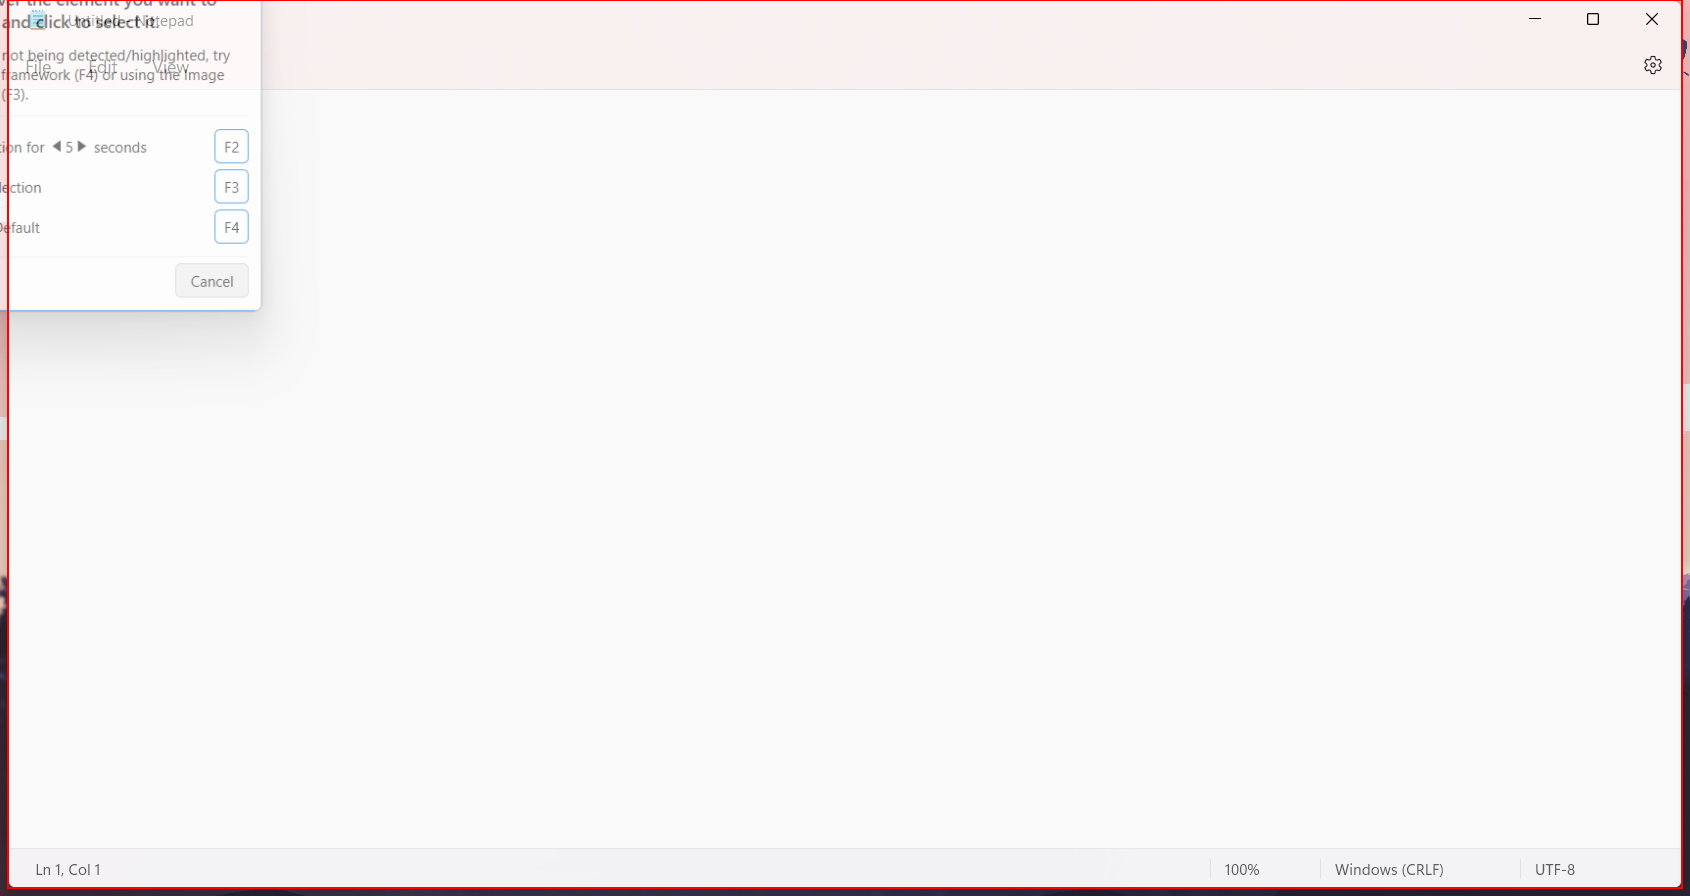 ver the element you want to
and click to select it.
Untitled - Notepad
not being detected/highlighted, try
framework (F4) or using the Image
(F3).
File Edit View
tion for 5 seconds F2
lection F3
Default F4
Cancel
Ln 1, Col 1 100% Windows (CRLF) UTF-8